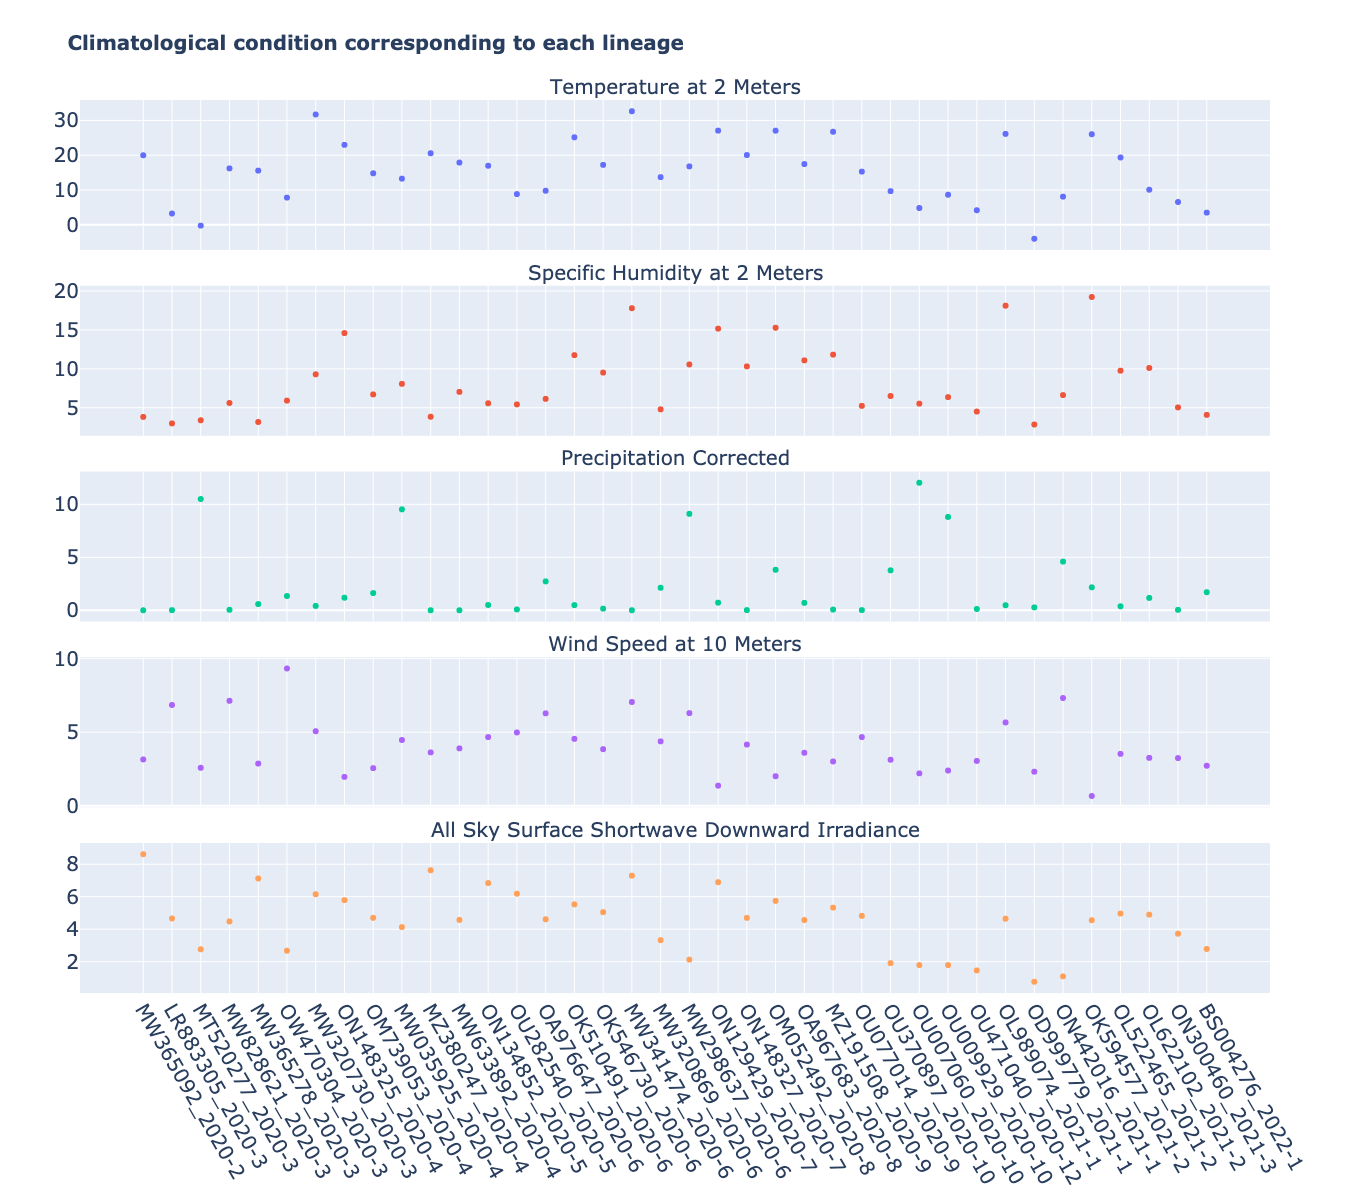 Climatological condition corresponding to each lineage
Temperature at 2 Meters
30
20
10
0
Specific Humidity at 2 Meters
20
15
10
5
Precipitation Corrected
10
5
0
Wind Speed at 10 Meters
10
5
0
All Sky Surface Shortwave Downward Irradiance
8
6
4
2
MW365092_2020-2
LR883305_2020-3
MT520277_2020-3
MW828621_2020-3
MW365278_2020-3
OW470304_2020-3
MW320730_2020-3
ON148325_2020-4
OM739053_2020-4
MW035925_2020-4
MZ380247_2020-4
MW633892_2020-4
ON134852_2020-5
OU282540_2020-5
OA976647_2020-6
OK510491_2020-6
OK546730_2020-6
MW341474_2020-6
MW320869_2020-6
MW298637_2020-6
ON129429_2020-7
ON148327_2020-7
OM052492_2020-8
OA967683_2020-8
MZ191508_2020-9
OU077014_2020-9
OU370897_2020-10
OU007060_2020-10
OU009929_2020-10
OU471040_2020-12
OL989074_2021-1
OD999779_2021-1
ON442016_2021-1
OK594577_2021-2
OL522465_2021-2
OL622102_2021-2
ON300460_2021-3
BS004276_2022-1